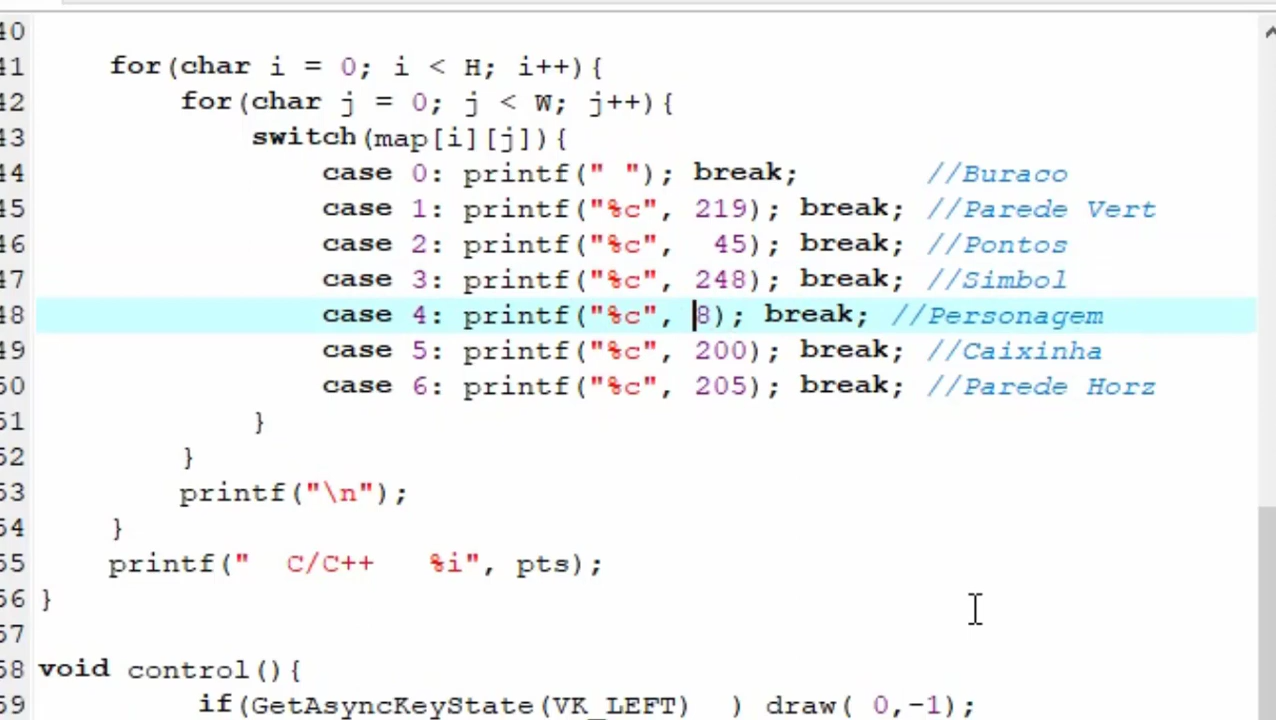 40
41 for(char i = 0; i < H; i++){
42 for(char j = 0; j < W; j++){
43 switch(map[i][j]){
44 case 0: printf(" "); break; //Buraco
45 case 1: printf("%c", 219); break; //Parede Vert
46 case 2: printf("%c", 45); break; //Pontos
47 case 3: printf("%c", 248); break; //Simbol
48 case 4: printf("%c", 8); break; //Personagem
49 case 5: printf("%c", 200); break; //Caixinha
50 case 6: printf("%c", 205); break; //Parede Horz
51 }
52 }
53 printf("\n");
54 }
55 printf("  C/C++   %i", pts);
56 }
57
58 void control(){
59 if(GetAsyncKeyState(VK_LEFT)  ) draw( 0,-1);